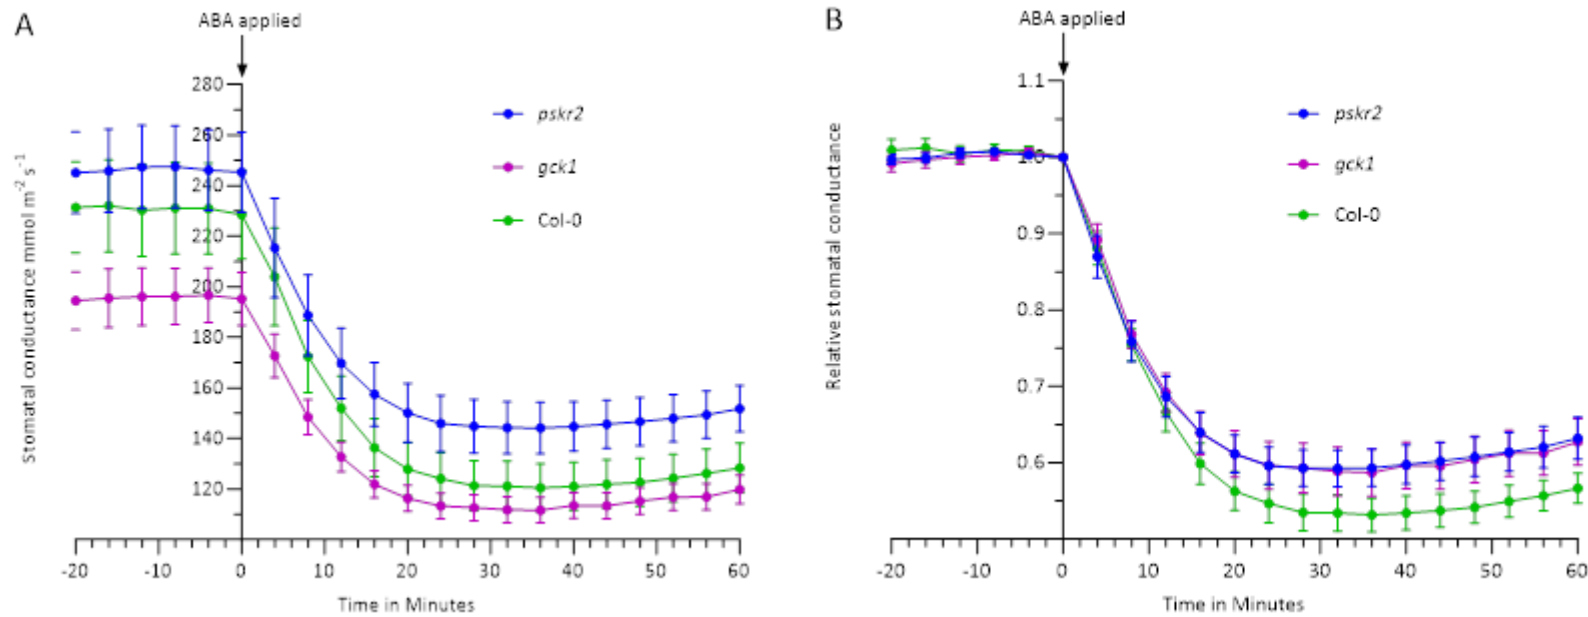 A
ABA applied
280
260
240
220
200
180
160
140
120
-20 -10 0 10 20 30 40 50 60
Stomatal conductance mmol m⁻² s⁻¹
Time in Minutes
pskr2
gck1
Col-0
B
ABA applied
1.1
1.0
0.9
0.8
0.7
0.6
-20 -10 0 10 20 30 40 50 60
Relative stomatal conductance
Time in Minutes
pskr2
gck1
Col-0